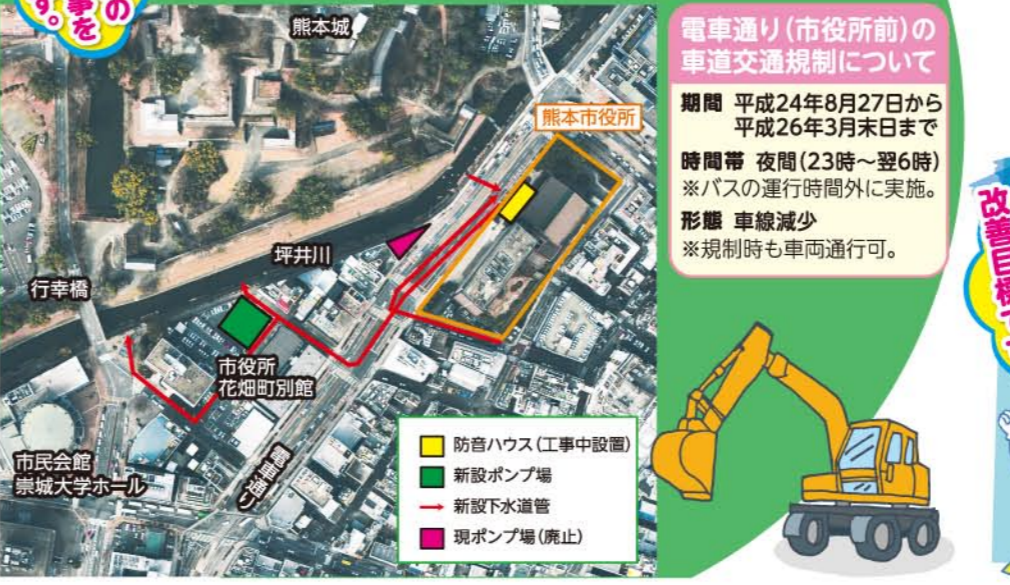 の
事を
す。
熊本城
熊本市役所
坪井川
行幸橋
市役所
花畑町別館
市民会館
崇城大学ホール
電車通り
防音ハウス(工事中設置)
新設ポンプ場
新設下水道管
現ポンプ場(廃止)
電車通り(市役所前)の
車道交通規制について
期間 平成24年8月27日から
平成26年3月末日まで
時間帯 夜間(23時～翌6時)
※バスの運行時間外に実施。
形態 車線減少
※規制時も車両通行可。
改善目標